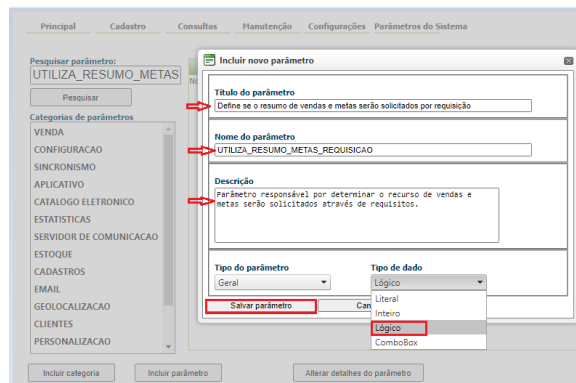 Principal Cadastro Consultas Manutenção Configurações Parâmetros do Sistema
Pesquisar parâmetro:
UTILIZA_RESUMO_METAS
Pesquisar
Categorias de parâmetros
VENDA
CONFIGURACAO
SINCRONISMO
APLICATIVO
CATALOGO ELETRONICO
ESTATISTICAS
SERVIDOR DE COMUNICACAO
ESTOQUE
CADASTROS
EMAIL
GEOLOCALIZACAO
CLIENTES
PERSONALIZACAO
Incluir categoria Incluir parâmetro Alterar detalhes do parâmetro
Incluir novo parâmetro
Título do parâmetro
Define se o resumo de vendas e metas serão solicitados por requisição
Nome do parâmetro
UTILIZA_RESUMO_METAS_REQUISICAO
Descrição
Parâmetro responsável por determinar o recurso de vendas e
metas serão solicitados através de requisitos.
Tipo do parâmetro Tipo de dado
Geral Lógico
Salvar parâmetro Can
Literal
Inteiro
Lógico
ComboBox